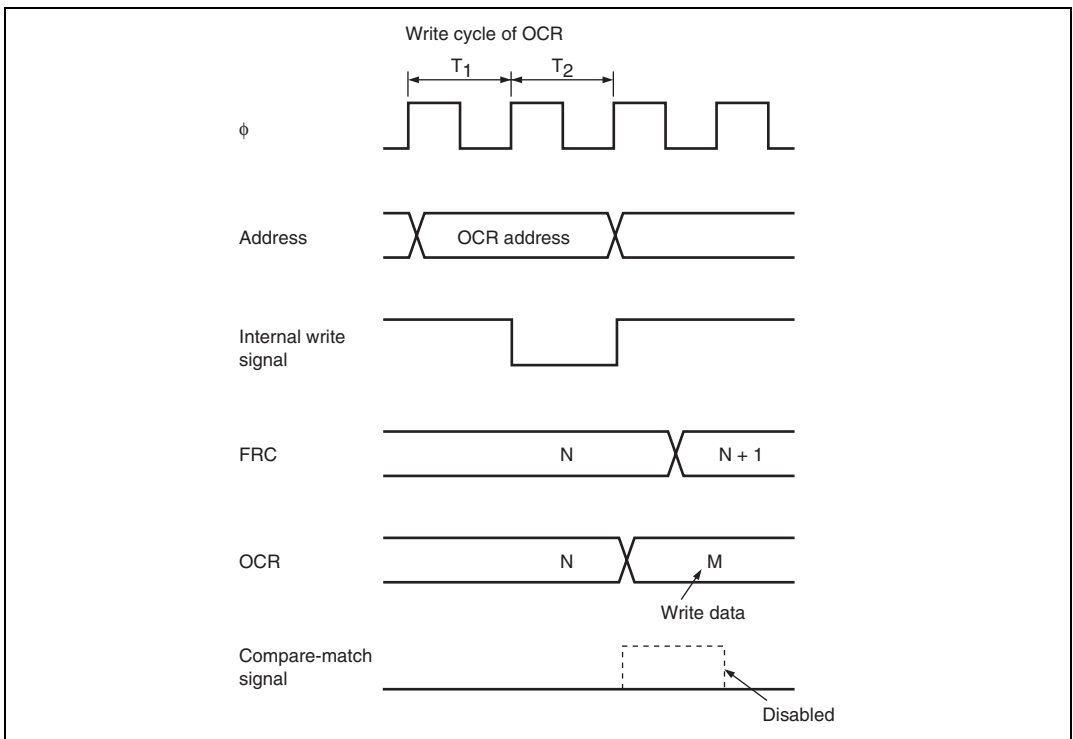 Write cycle of OCR
T1 T2
ϕ
Address OCR address
Internal write
signal
FRC N N + 1
OCR N M
Write data
Compare-match
signal
Disabled